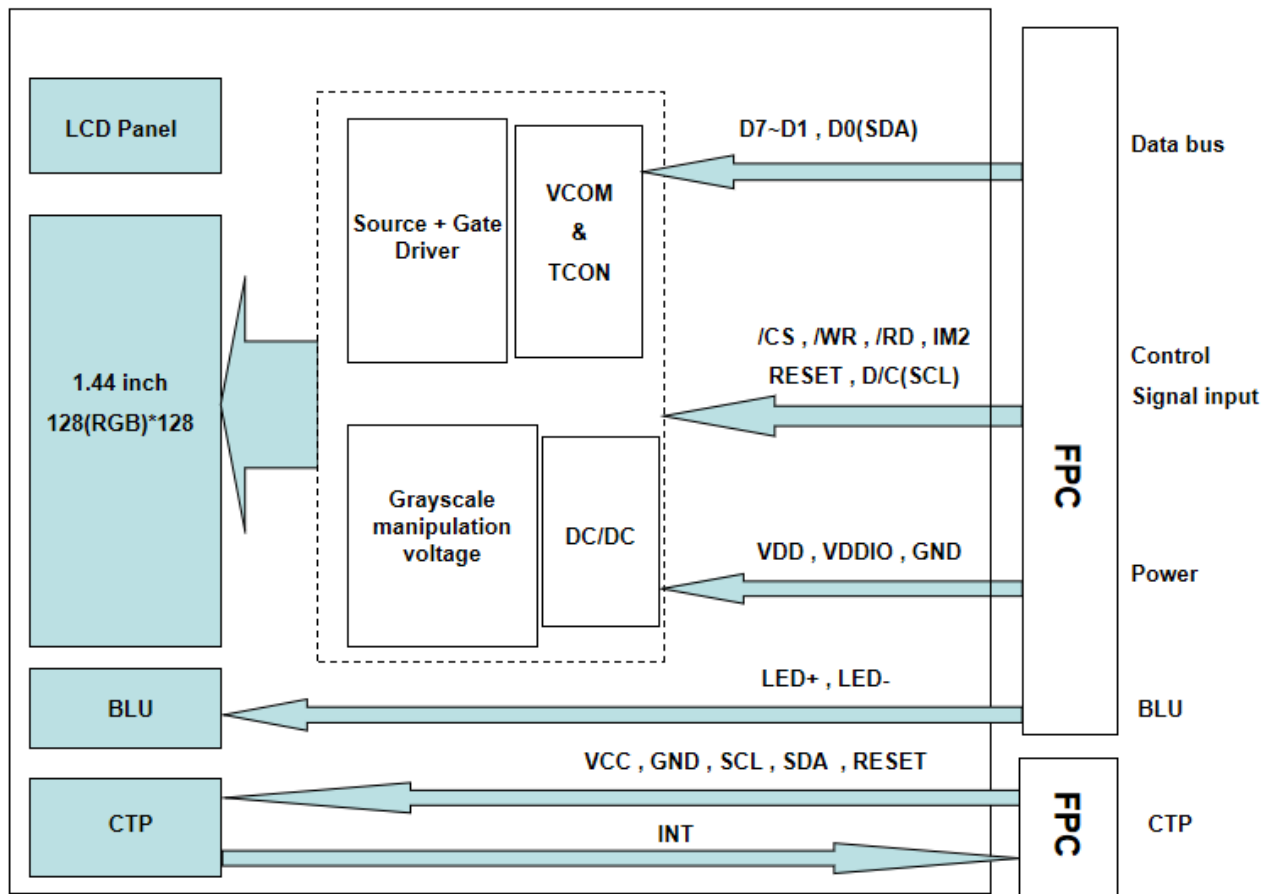 LCD Panel
1.44 inch
128(RGB)*128
BLU
CTP
Source + Gate
Driver
VCOM
&
TCON
Grayscale
manipulation
voltage
DC/DC
D7~D1 , D0(SDA)
/CS , /WR , /RD , IM2
RESET , D/C(SCL)
VDD , VDDIO , GND
LED+ , LED-
VCC , GND , SCL , SDA , RESET
INT
FPC
FPC
Data bus
Control
Signal input
Power
BLU
CTP